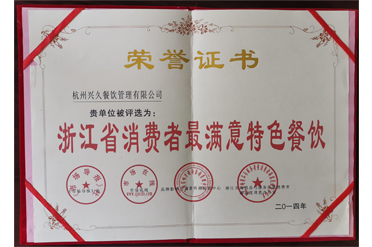 荣誉证书
杭州兴久餐饮管理有限公司
贵单位被评选为：
浙江省消费者最满意特色餐饮
二〇一四年